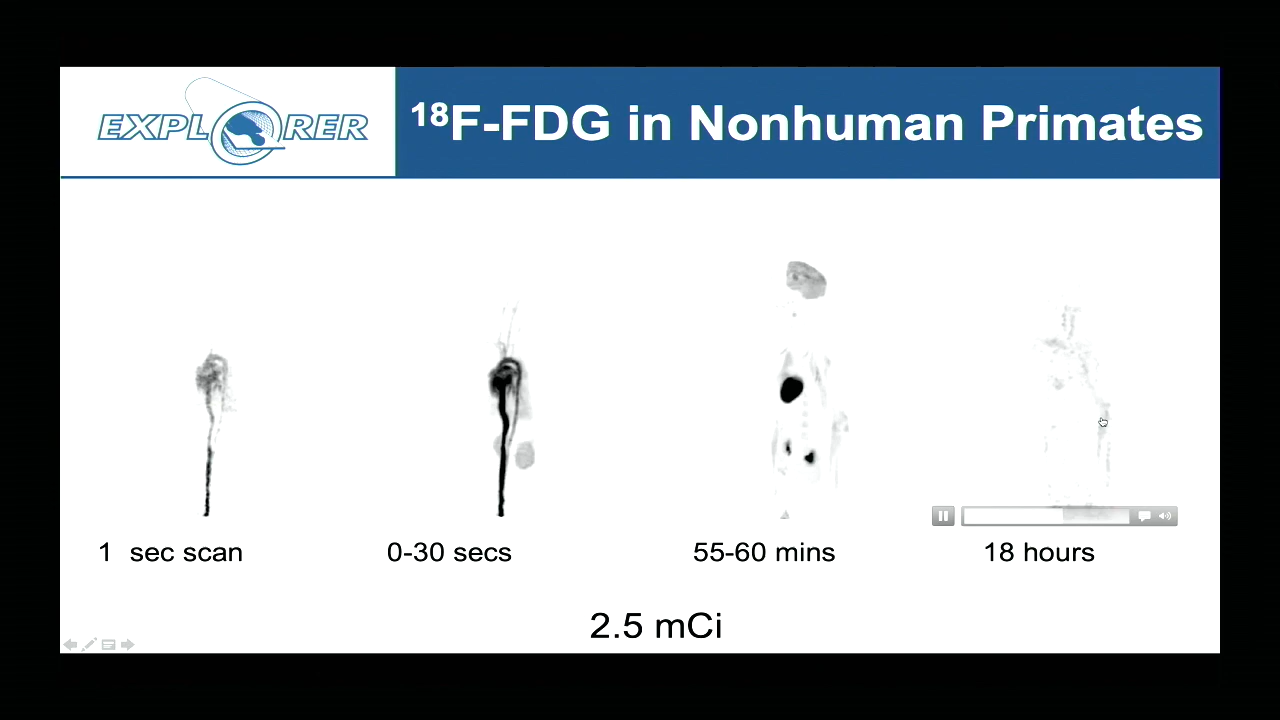 EXPLORER
¹⁸F-FDG in Nonhuman Primates
1 sec scan
0-30 secs
55-60 mins
18 hours
2.5 mCi